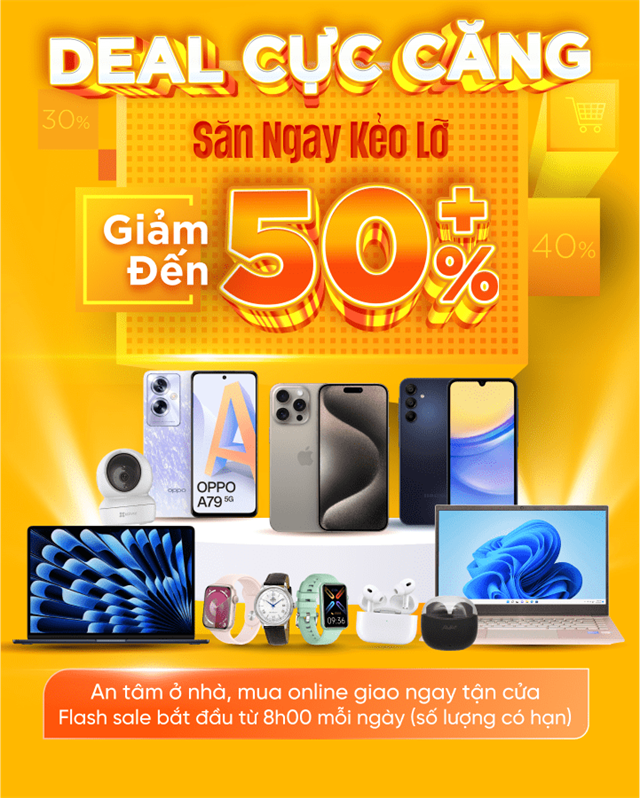 DEAL CỰC CĂNG
30%
Săn Ngay Kẻo Lỡ
Giảm
Đến
50+%
40%
OPPO
A79 5G
oppo
09:36
An tâm ở nhà, mua online giao ngay tận cửa
Flash sale bắt đầu từ 8h00 mỗi ngày (số lượng có hạn)